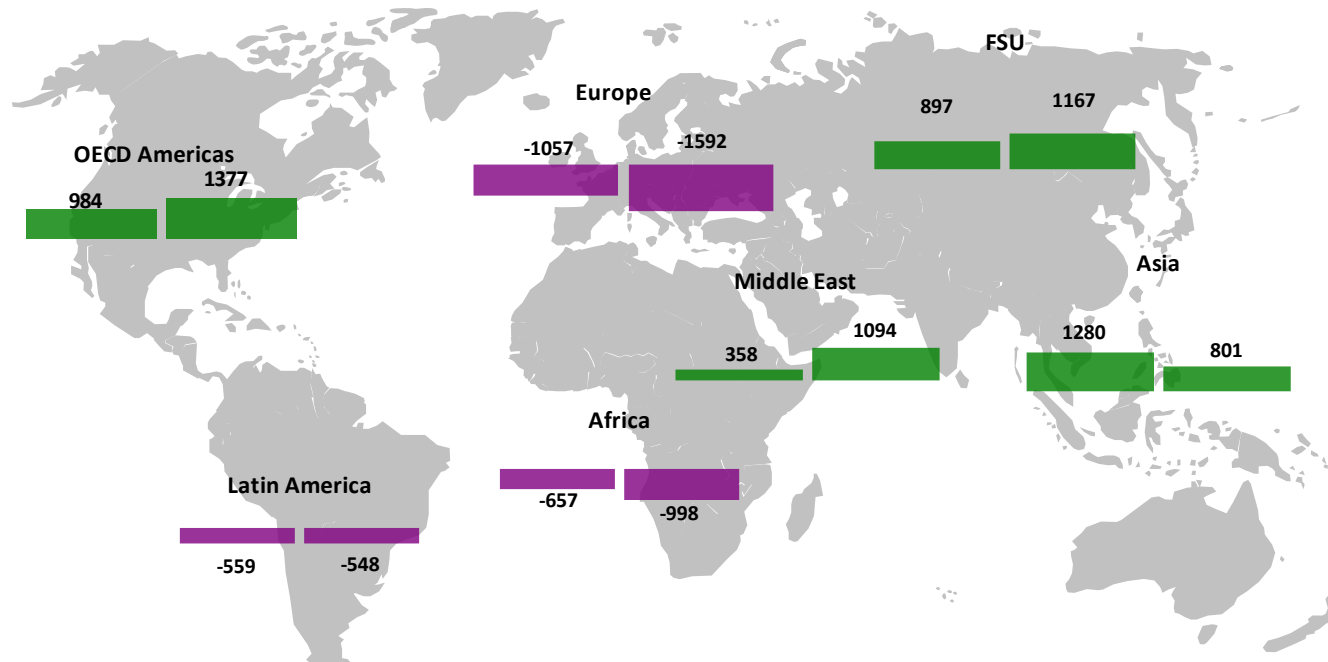 FSU
897
1167
Europe
-1057
-1592
OECD Americas
984
1377
Asia
1280
801
Middle East
358
1094
Africa
-657
-998
Latin America
-559
-548